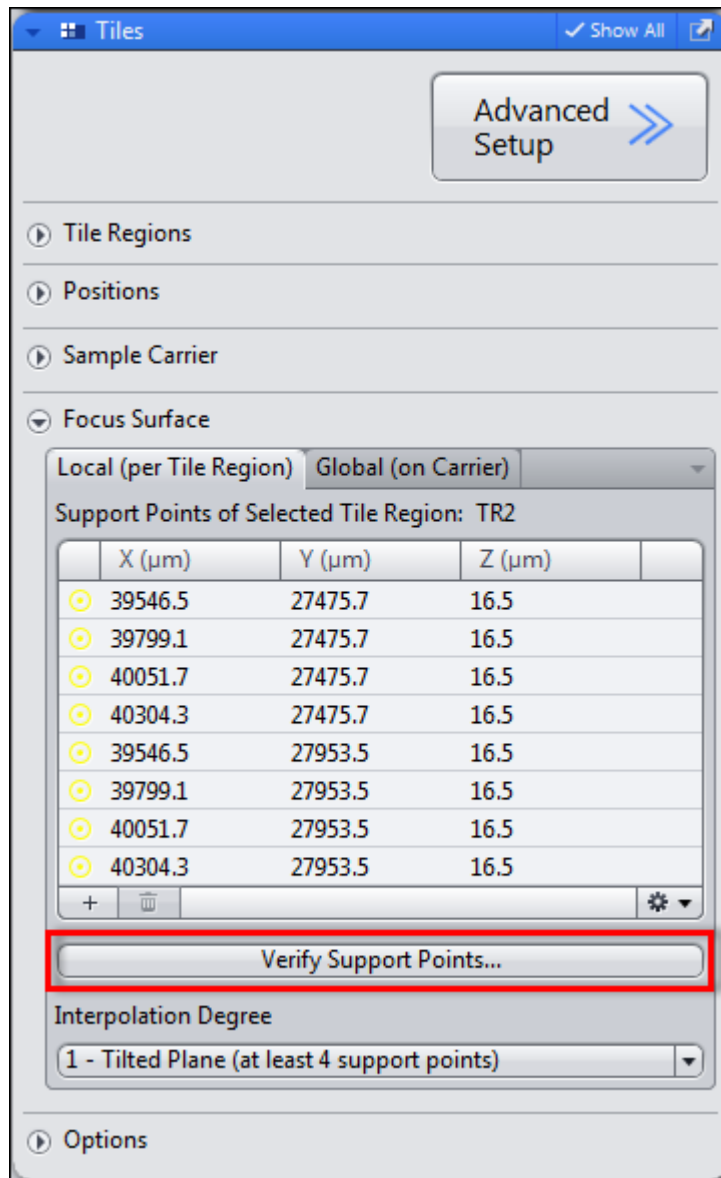 Tiles Show All
Advanced
Setup
Tile Regions
Positions
Sample Carrier
Focus Surface
Local (per Tile Region) Global (on Carrier)
Support Points of Selected Tile Region: TR2
X (µm) Y (µm) Z (µm)
39546.5 27475.7 16.5
39799.1 27475.7 16.5
40051.7 27475.7 16.5
40304.3 27475.7 16.5
39546.5 27953.5 16.5
39799.1 27953.5 16.5
40051.7 27953.5 16.5
40304.3 27953.5 16.5
+
Verify Support Points...
Interpolation Degree
1 - Tilted Plane (at least 4 support points)
Options